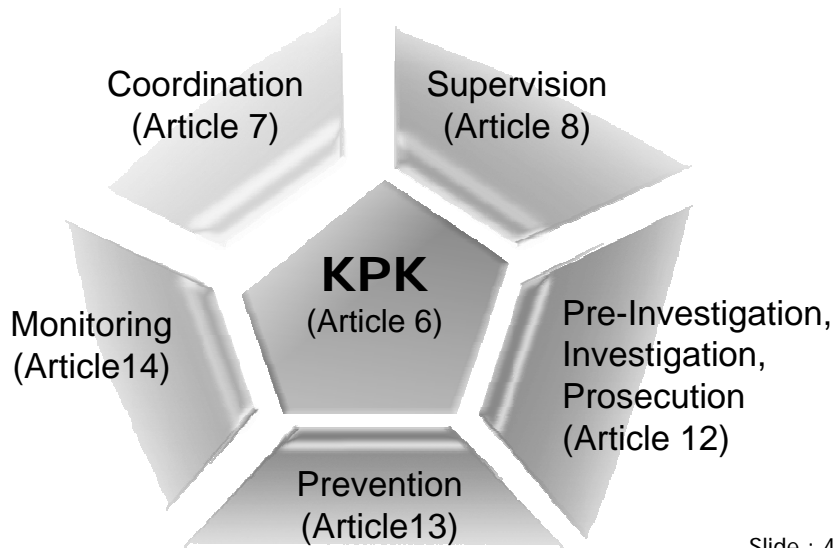 Coordination
(Article 7)
Supervision
(Article 8)
KPK
(Article 6)
Monitoring
(Article14)
Pre-Investigation,
Investigation,
Prosecution
(Article 12)
Prevention
(Article13)
Slide : 4